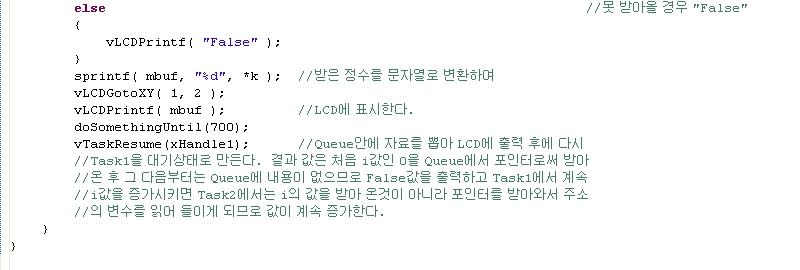 else //못 받아올 경우 "False"
{
vLCDPrintf( "False" );
}
sprintf( mbuf, "%d", *k ); //받은 정수를 문자열로 변환하며
vLCDGotoXY( 1, 2 );
vLCDPrintf( mbuf ); //LCD에 표시한다.
doSomethingUntil(700);
vTaskResume(xHandle1); //Queue안에 자료를 뽑아 LCD에 출력 후에 다시
//Task1을 대기상태로 만든다. 결과 값은 처음 i값인 0을 Queue에서 포인터로써 받아
//온 후 그 다음부터는 Queue에 내용이 없으므로 False값을 출력하고 Task1에서 계속
//i값을 증가시키면 Task2에서는 i의 값을 받아 온것이 아니라 포인터를 받아와서 주소
//의 변수를 읽어 들이게 되므로 값이 계속 증가한다.
}
}